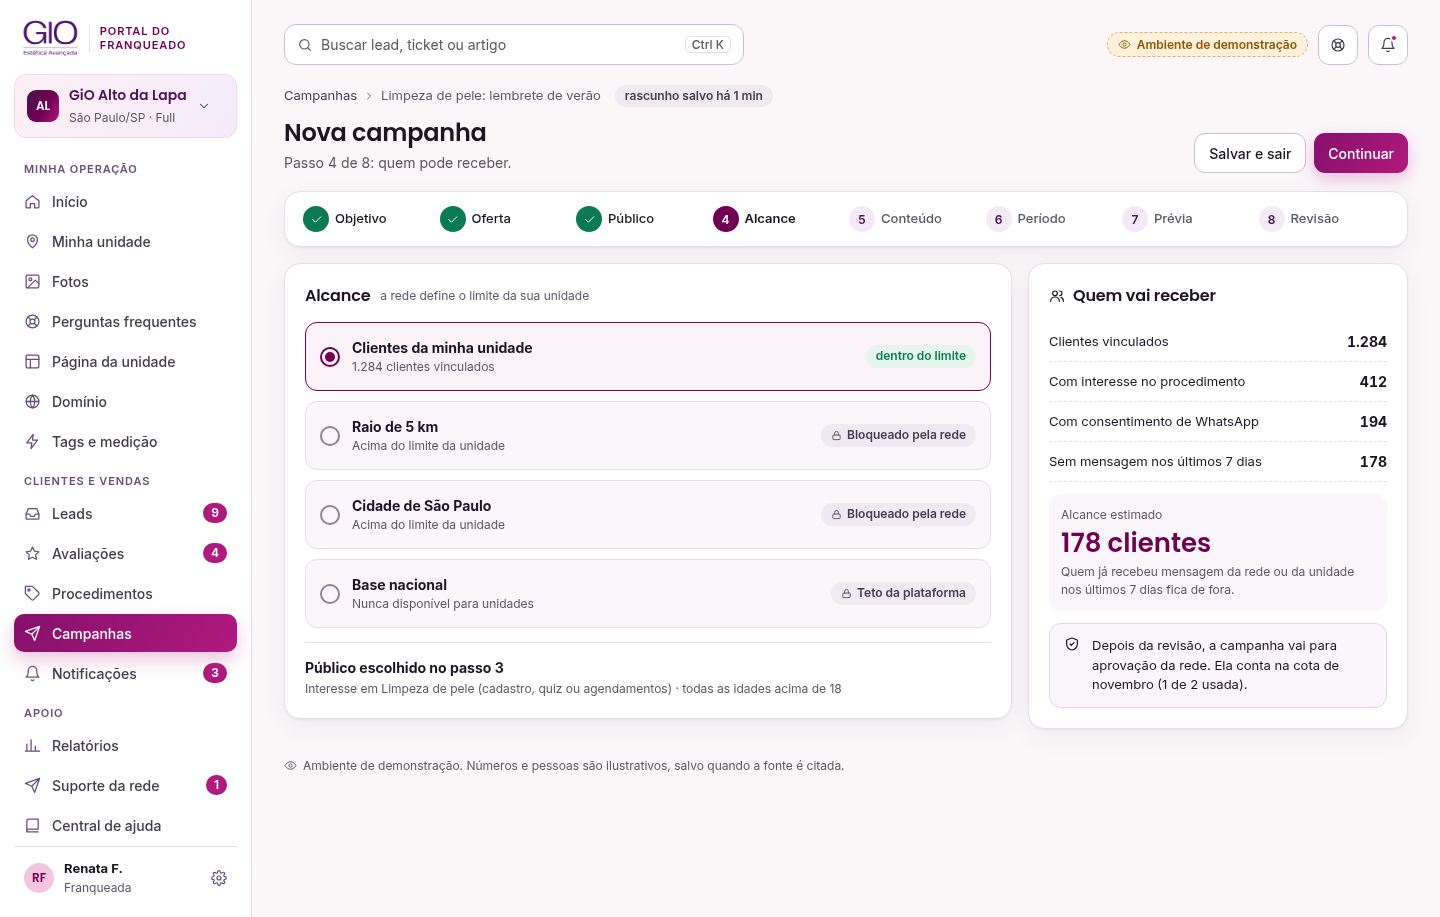 GIO
Estética Avançada
PORTAL DO
FRANQUEADO
AL
GiO Alto da Lapa
São Paulo/SP · Full
MINHA OPERAÇÃO
Início
Minha unidade
Fotos
Perguntas frequentes
Página da unidade
Domínio
Tags e medição
CLIENTES E VENDAS
Leads 9
Avaliações 4
Procedimentos
Campanhas
Notificações 3
APOIO
Relatórios
Suporte da rede 1
Central de ajuda
RF
Renata F.
Franqueada
Buscar lead, ticket ou artigo Ctrl K
Ambiente de demonstração
Campanhas > Limpeza de pele: lembrete de verão rascunho salvo há 1 min
Nova campanha
Passo 4 de 8: quem pode receber.
Salvar e sair
Continuar
Objetivo
Oferta
Público
4 Alcance
5 Conteúdo
6 Período
7 Prévia
8 Revisão
Alcance a rede define o limite da sua unidade
Clientes da minha unidade
1.284 clientes vinculados
dentro do limite
Raio de 5 km
Acima do limite da unidade
Bloqueado pela rede
Cidade de São Paulo
Acima do limite da unidade
Bloqueado pela rede
Base nacional
Nunca disponível para unidades
Teto da plataforma
Público escolhido no passo 3
Interesse em Limpeza de pele (cadastro, quiz ou agendamentos) · todas as idades acima de 18
Quem vai receber
Clientes vinculados 1.284
Com interesse no procedimento 412
Com consentimento de WhatsApp 194
Sem mensagem nos últimos 7 dias 178
Alcance estimado
178 clientes
Quem já recebeu mensagem da rede ou da unidade
nos últimos 7 dias fica de fora.
Depois da revisão, a campanha vai para
aprovação da rede. Ela conta na cota de
novembro (1 de 2 usada).
Ambiente de demonstração. Números e pessoas são ilustrativos, salvo quando a fonte é citada.